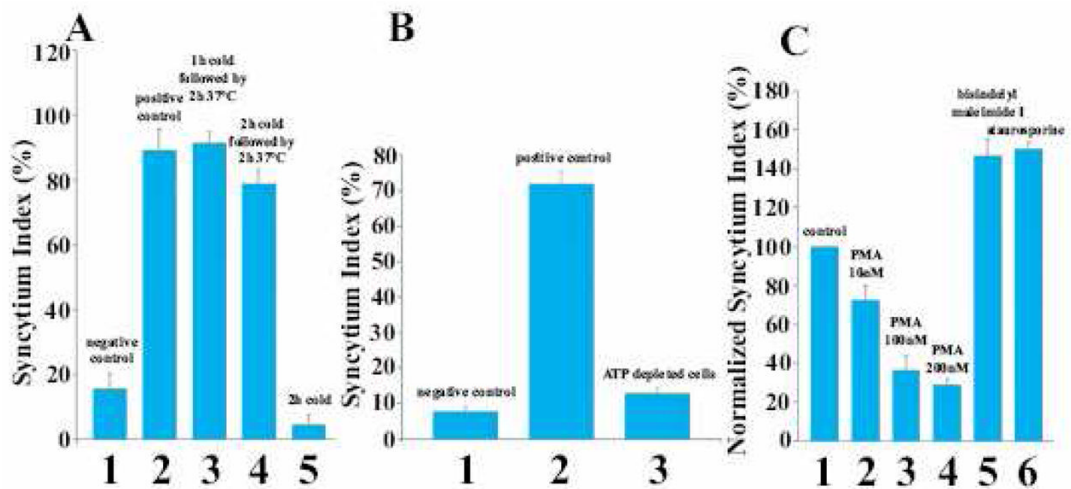 A
Syncytium Index (%)
120
100
80
60
40
20
0
negative
control
positive
control
1h cold
followed by
2h 37°C
2h cold
followed by
2h 37°C
2h cold
1 2 3 4 5
B
Syncytium Index (%)
80
70
60
50
40
30
20
10
0
negative control
positive control
ATP depleted cells
1 2 3
C
Normalized Syncytium Index (%)
180
160
140
120
100
80
60
40
20
0
control
PMA
10nM
PMA
100nM
PMA
200nM
bisindolyl
maleimide I
staurosporine
1 2 3 4 5 6